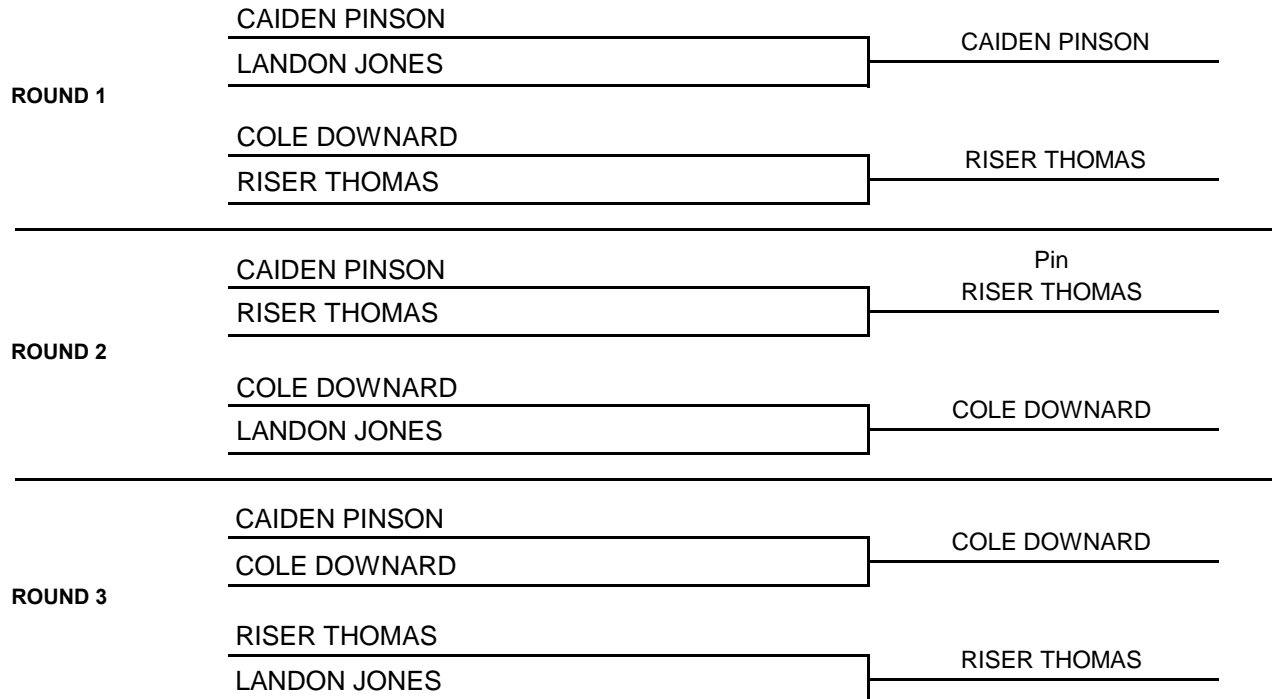 CAIDEN PINSON
CAIDEN PINSON
LANDON JONES
ROUND 1
COLE DOWNARD
RISER THOMAS
RISER THOMAS
Pin
CAIDEN PINSON
RISER THOMAS
RISER THOMAS
ROUND 2
COLE DOWNARD
COLE DOWNARD
LANDON JONES
CAIDEN PINSON
COLE DOWNARD
COLE DOWNARD
ROUND 3
RISER THOMAS
RISER THOMAS
LANDON JONES